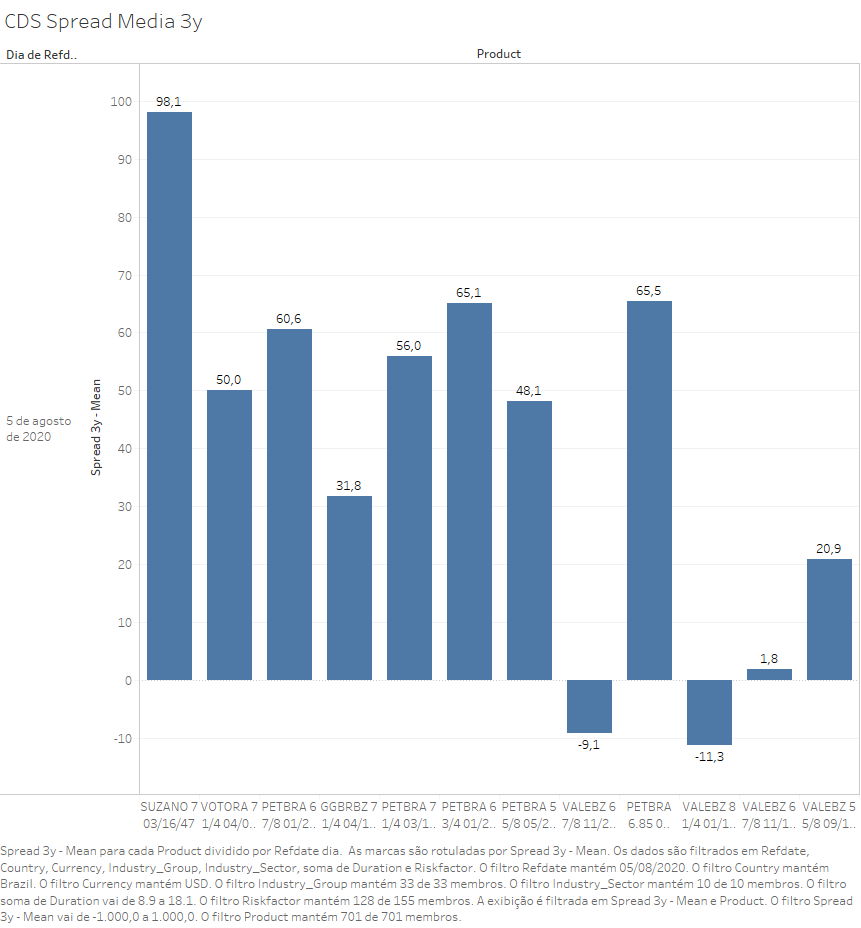 CDS Spread Media 3y
Dia de Refd..
Product
5 de agosto
de 2020
Spread 3y - Mean
100
90
80
70
60
50
40
30
20
10
0
-10
98,1
50,0
60,6
31,8
56,0
65,1
48,1
-9,1
65,5
-11,3
1,8
20,9
SUZANO 7 VOTORA 7 PETBRA 6 GGBRBZ 7 PETBRA 7 PETBRA 6 PETBRA 5 VALEBZ 6 PETBRA VALEBZ 8 VALEBZ 6 VALEBZ 5
03/16/47 1/4 04/0.. 7/8 01/2.. 1/4 04/1.. 1/4 03/1.. 3/4 01/2.. 5/8 05/2.. 7/8 11/2.. 6.85 0.. 1/4 01/1.. 7/8 11/1.. 5/8 09/1..
Spread 3y - Mean para cada Product dividido por Refdate dia.  As marcas são rotuladas por Spread 3y - Mean. Os dados são filtrados em Refdate,
Country, Currency, Industry_Group, Industry_Sector, soma de Duration e Riskfactor. O filtro Refdate mantém 05/08/2020. O filtro Country mantém
Brazil. O filtro Currency mantém USD. O filtro Industry_Group mantém 33 de 33 membros. O filtro Industry_Sector mantém 10 de 10 membros. O filtro
soma de Duration vai de 8.9 a 18.1. O filtro Riskfactor mantém 128 de 155 membros. A exibição é filtrada em Spread 3y - Mean e Product. O filtro Spread
3y - Mean vai de -1.000,0 a 1.000,0. O filtro Product mantém 701 de 701 membros.